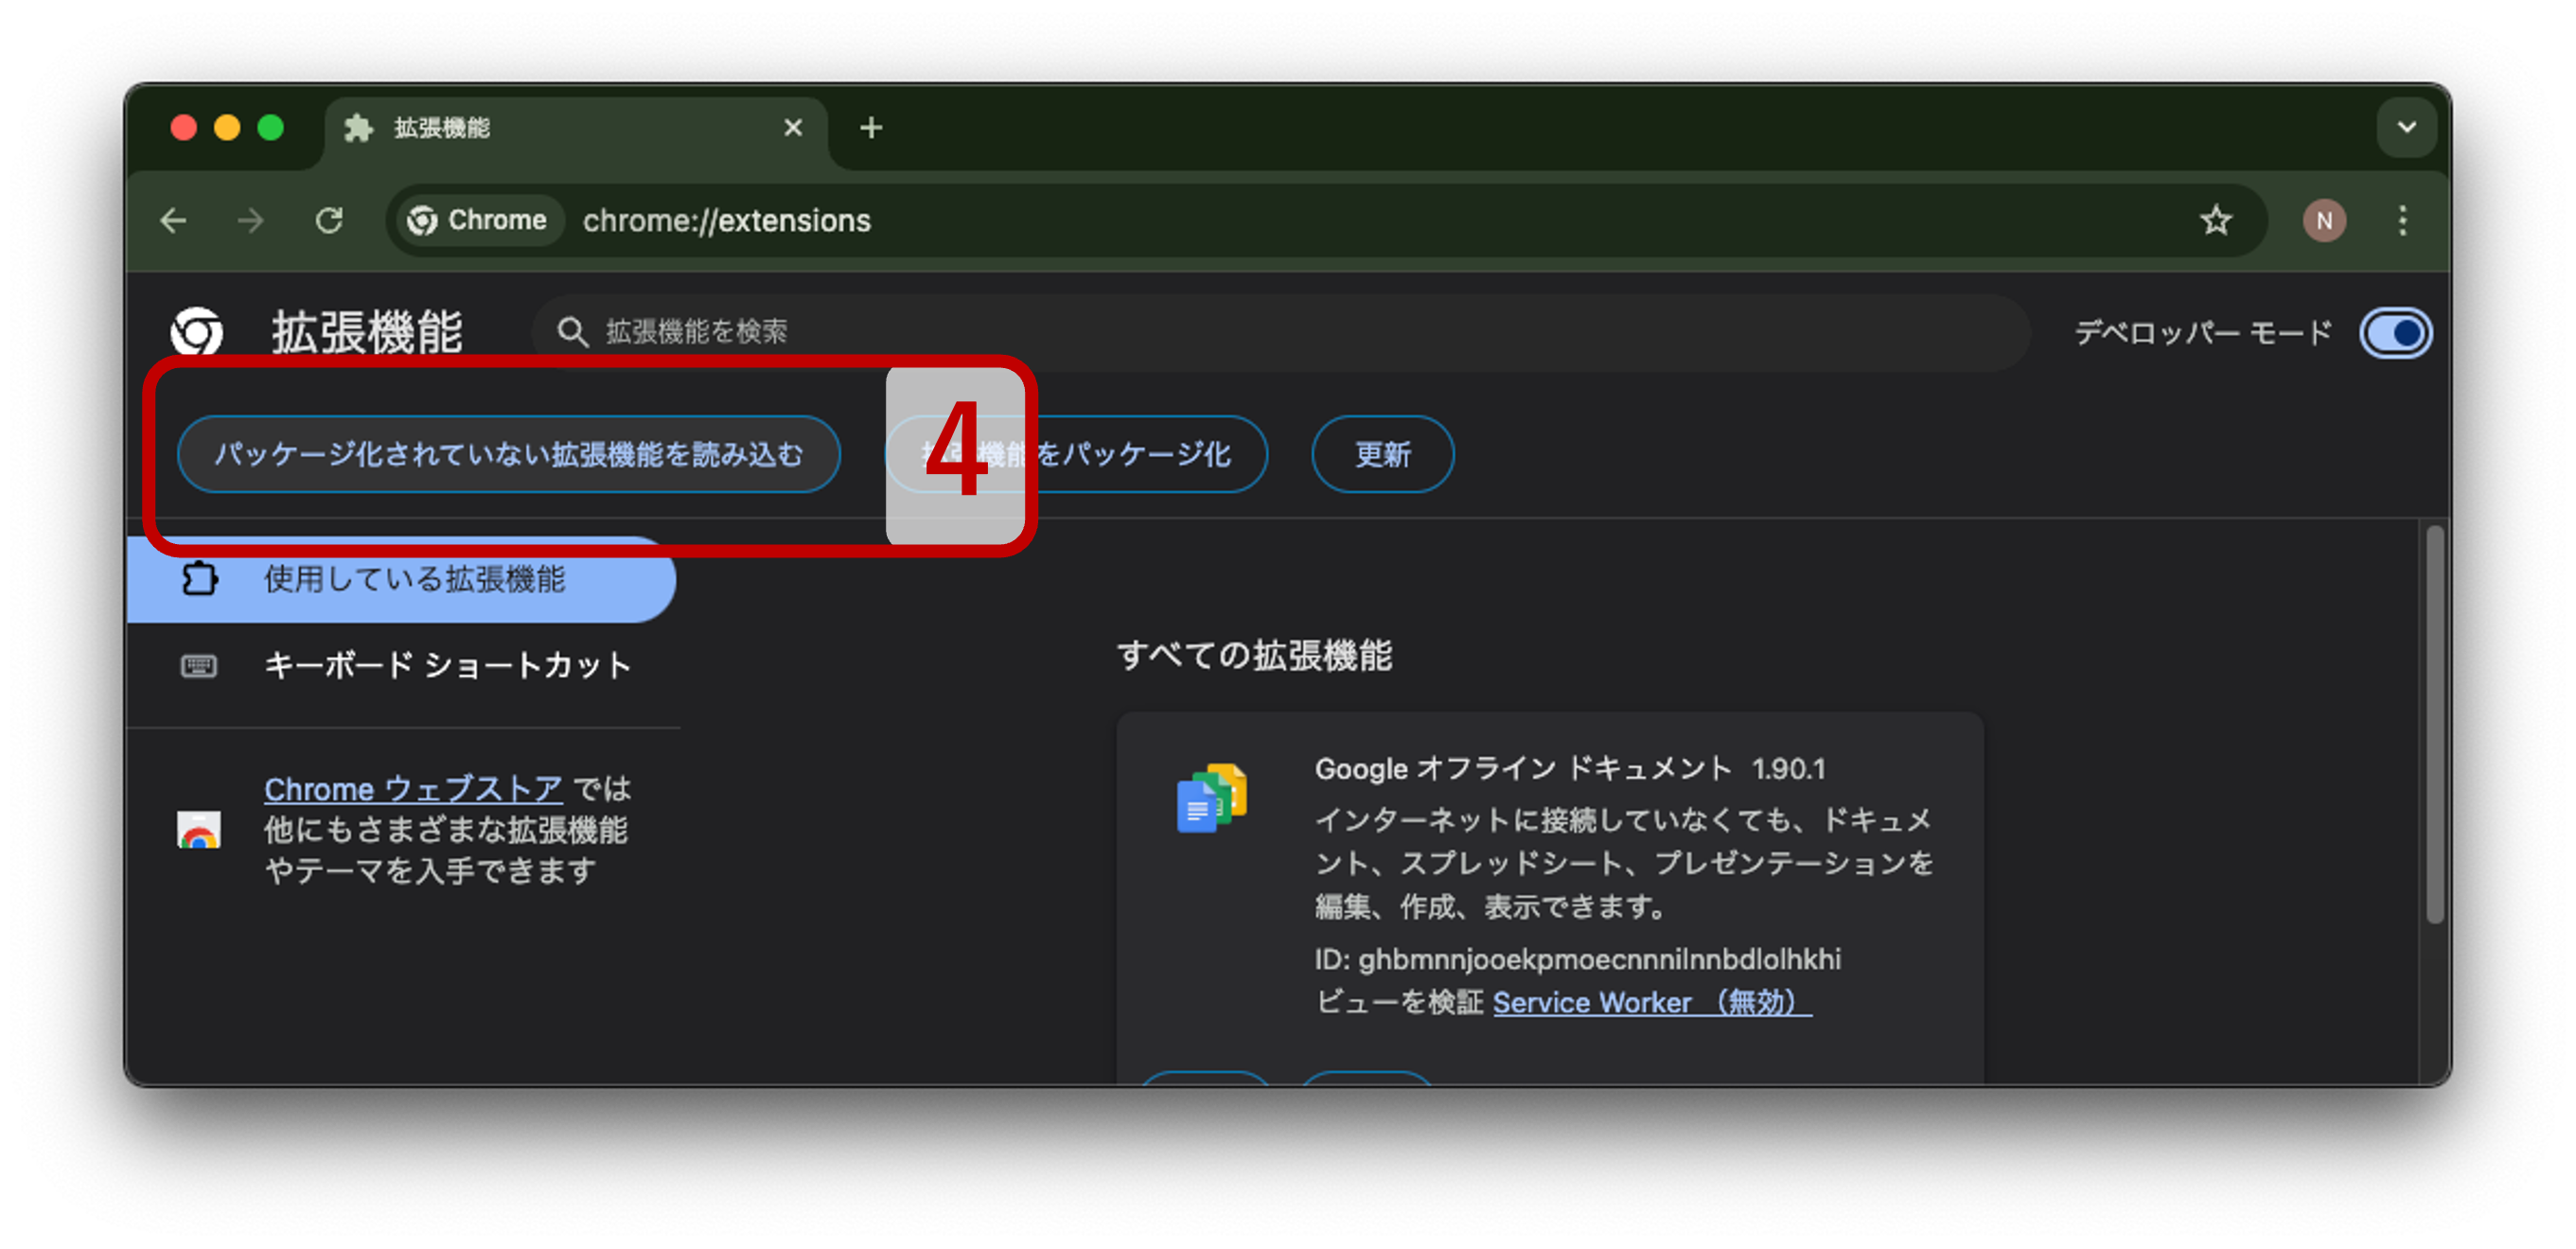 拡張機能
Chrome chrome://extensions N
拡張機能 拡張機能を検索 デベロッパー モード
パッケージ化されていない拡張機能を読み込む 拡張機能をパッケージ化 更新
4
使用している拡張機能
キーボード ショートカット
Chrome ウェブストア では
他にもさまざまな拡張機能
やテーマを入手できます
すべての拡張機能
Google オフライン ドキュメント 1.90.1
インターネットに接続していなくても、ドキュメ
ント、スプレッドシート、プレゼンテーションを
編集、作成、表示できます。
ID: ghbmnnjooekpmoecnnnilnnbdlolhkhi
ビューを検証 Service Worker （無効）